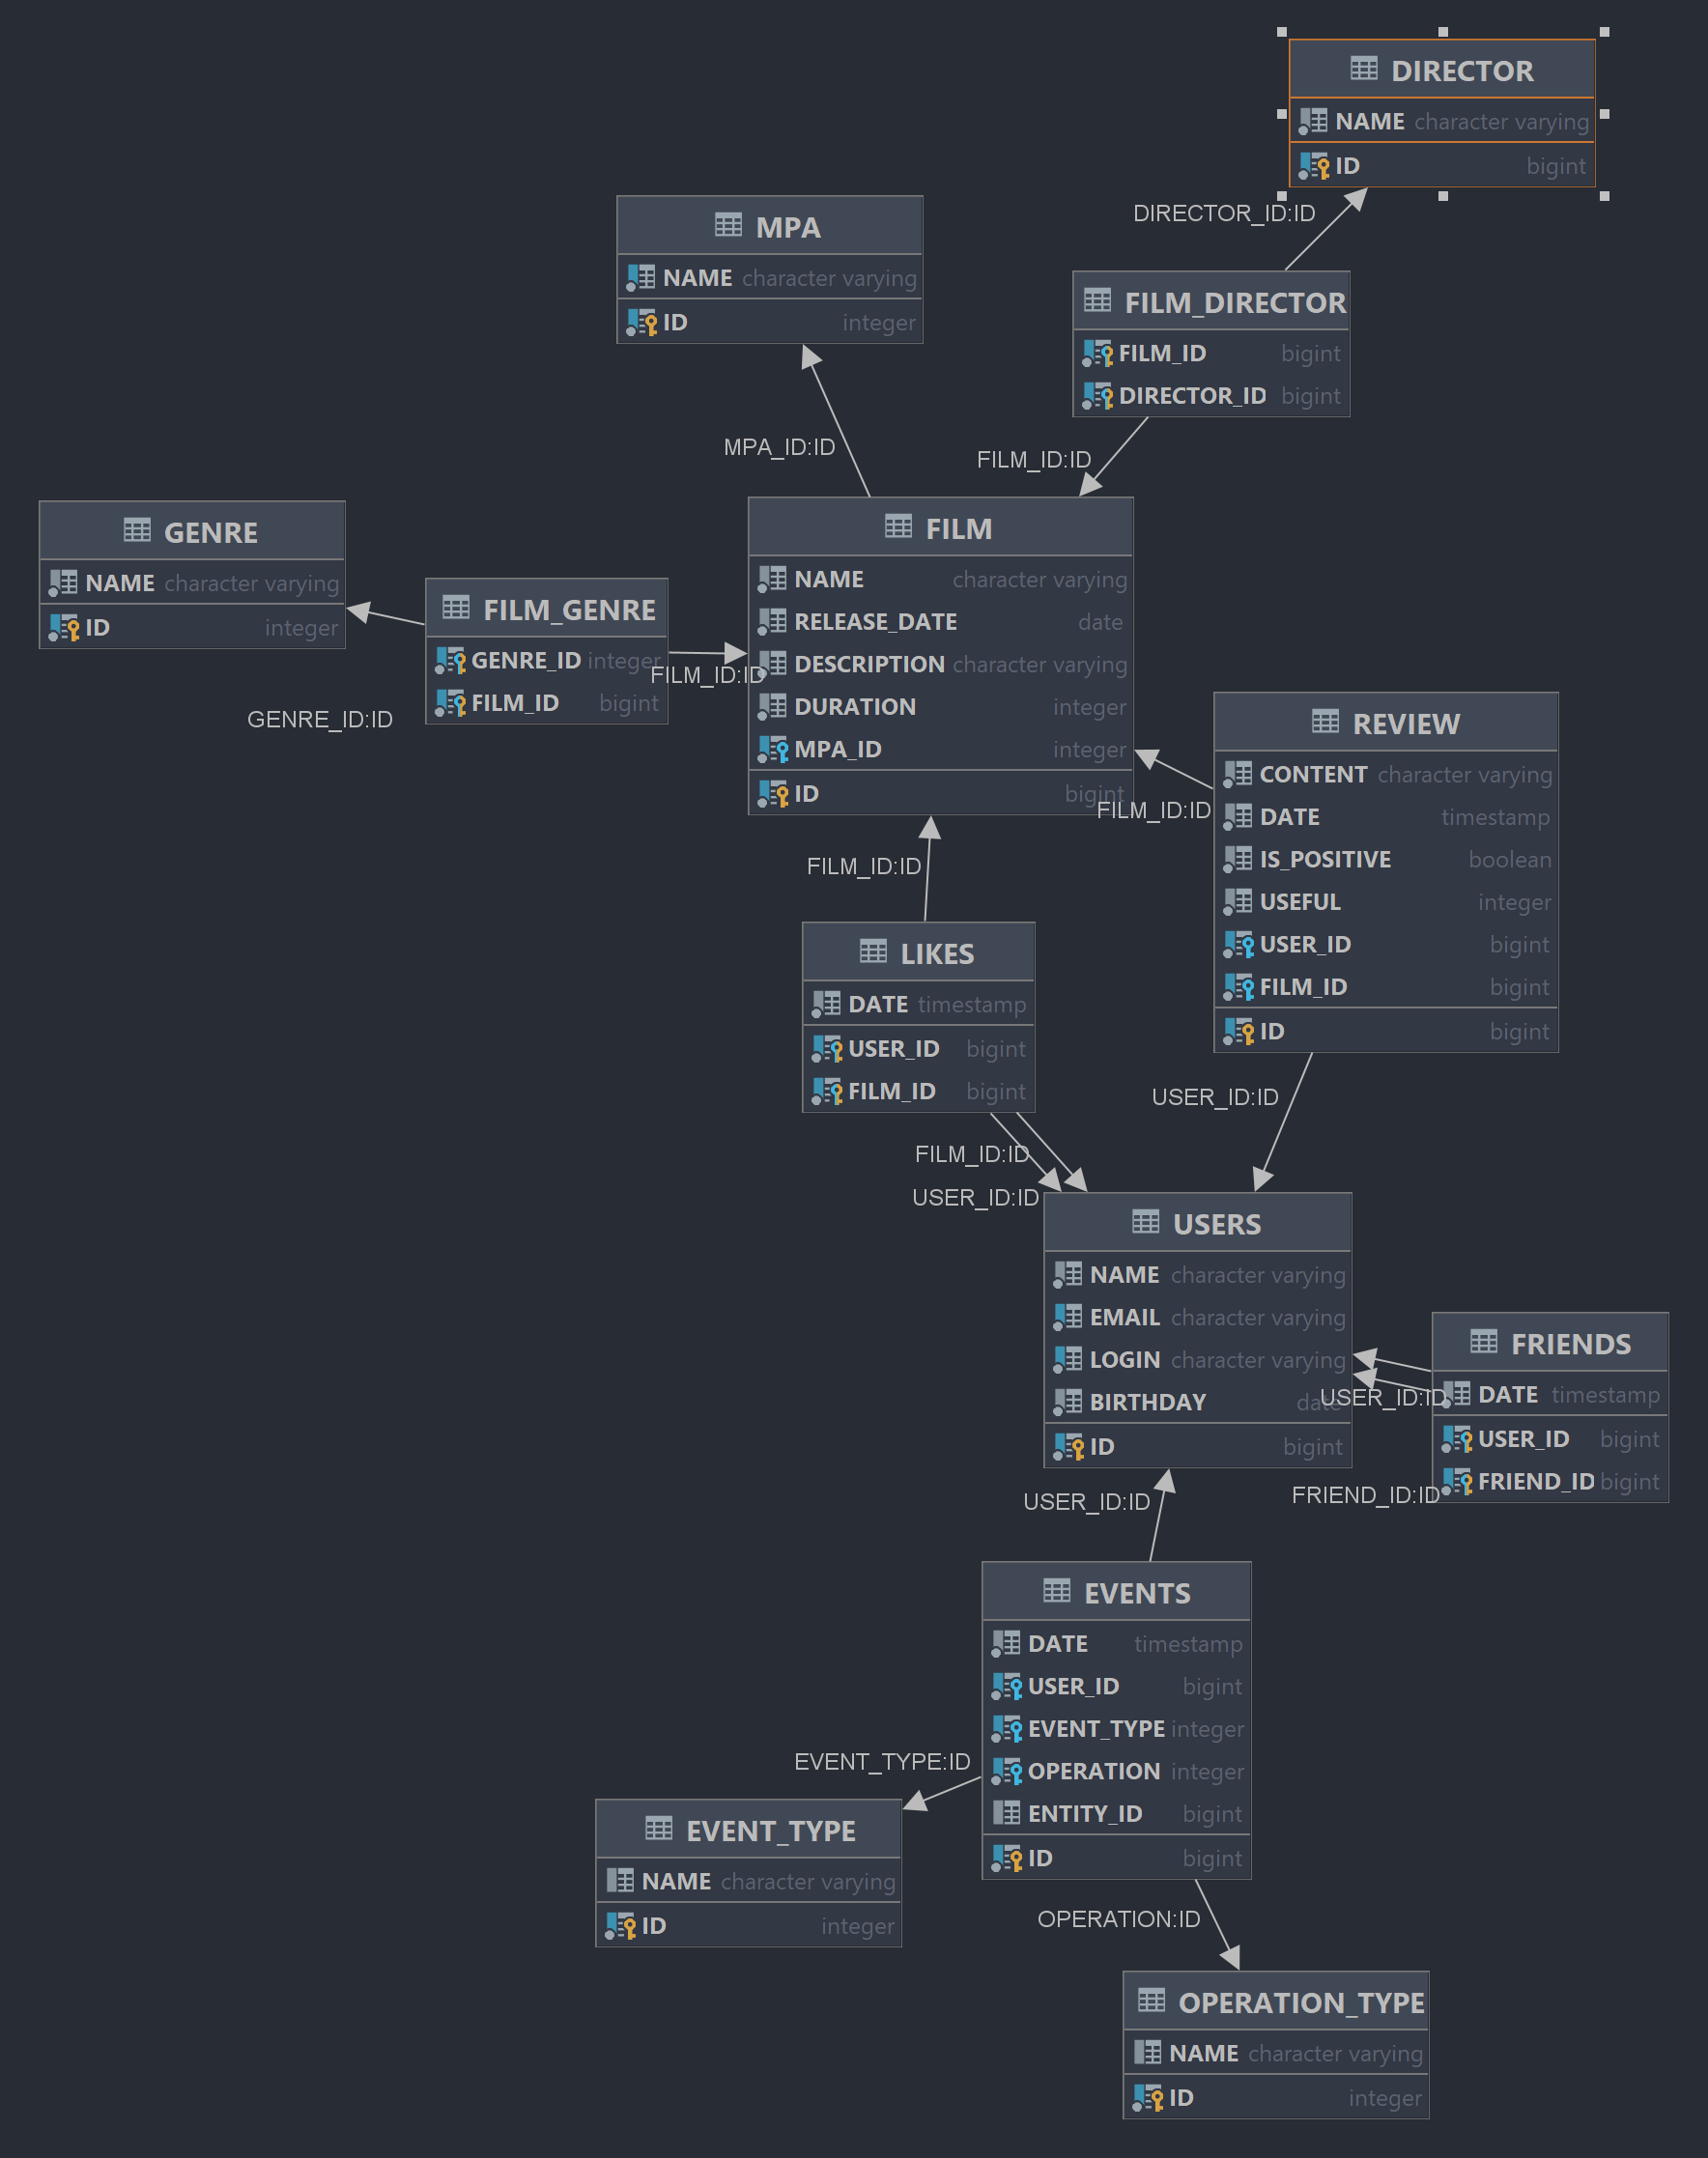 DIRECTOR
NAME character varying
ID bigint
DIRECTOR_ID:ID
MPA
NAME character varying
ID integer
FILM_DIRECTOR
FILM_ID bigint
DIRECTOR_ID bigint
MPA_ID:ID
FILM_ID:ID
GENRE
NAME character varying
ID integer
FILM_GENRE
GENRE_ID integer
FILM_ID bigint
GENRE_ID:ID
FILM_ID:ID
FILM
NAME character varying
RELEASE_DATE date
DESCRIPTION character varying
DURATION integer
MPA_ID integer
ID bigint
FILM_ID:ID
REVIEW
CONTENT character varying
DATE timestamp
IS_POSITIVE boolean
USEFUL integer
USER_ID bigint
FILM_ID bigint
ID bigint
FILM_ID:ID
LIKES
DATE timestamp
USER_ID bigint
FILM_ID bigint
USER_ID:ID
FILM_ID:ID
USER_ID:ID
USERS
NAME character varying
EMAIL character varying
LOGIN character varying
BIRTHDAY date
ID bigint
FRIENDS
DATE timestamp
USER_ID bigint
FRIEND_ID bigint
USER_ID:ID
FRIEND_ID:ID
USER_ID:ID
EVENTS
DATE timestamp
USER_ID bigint
EVENT_TYPE integer
OPERATION integer
ENTITY_ID bigint
ID bigint
EVENT_TYPE:ID
EVENT_TYPE
NAME character varying
ID integer
OPERATION:ID
OPERATION_TYPE
NAME character varying
ID integer